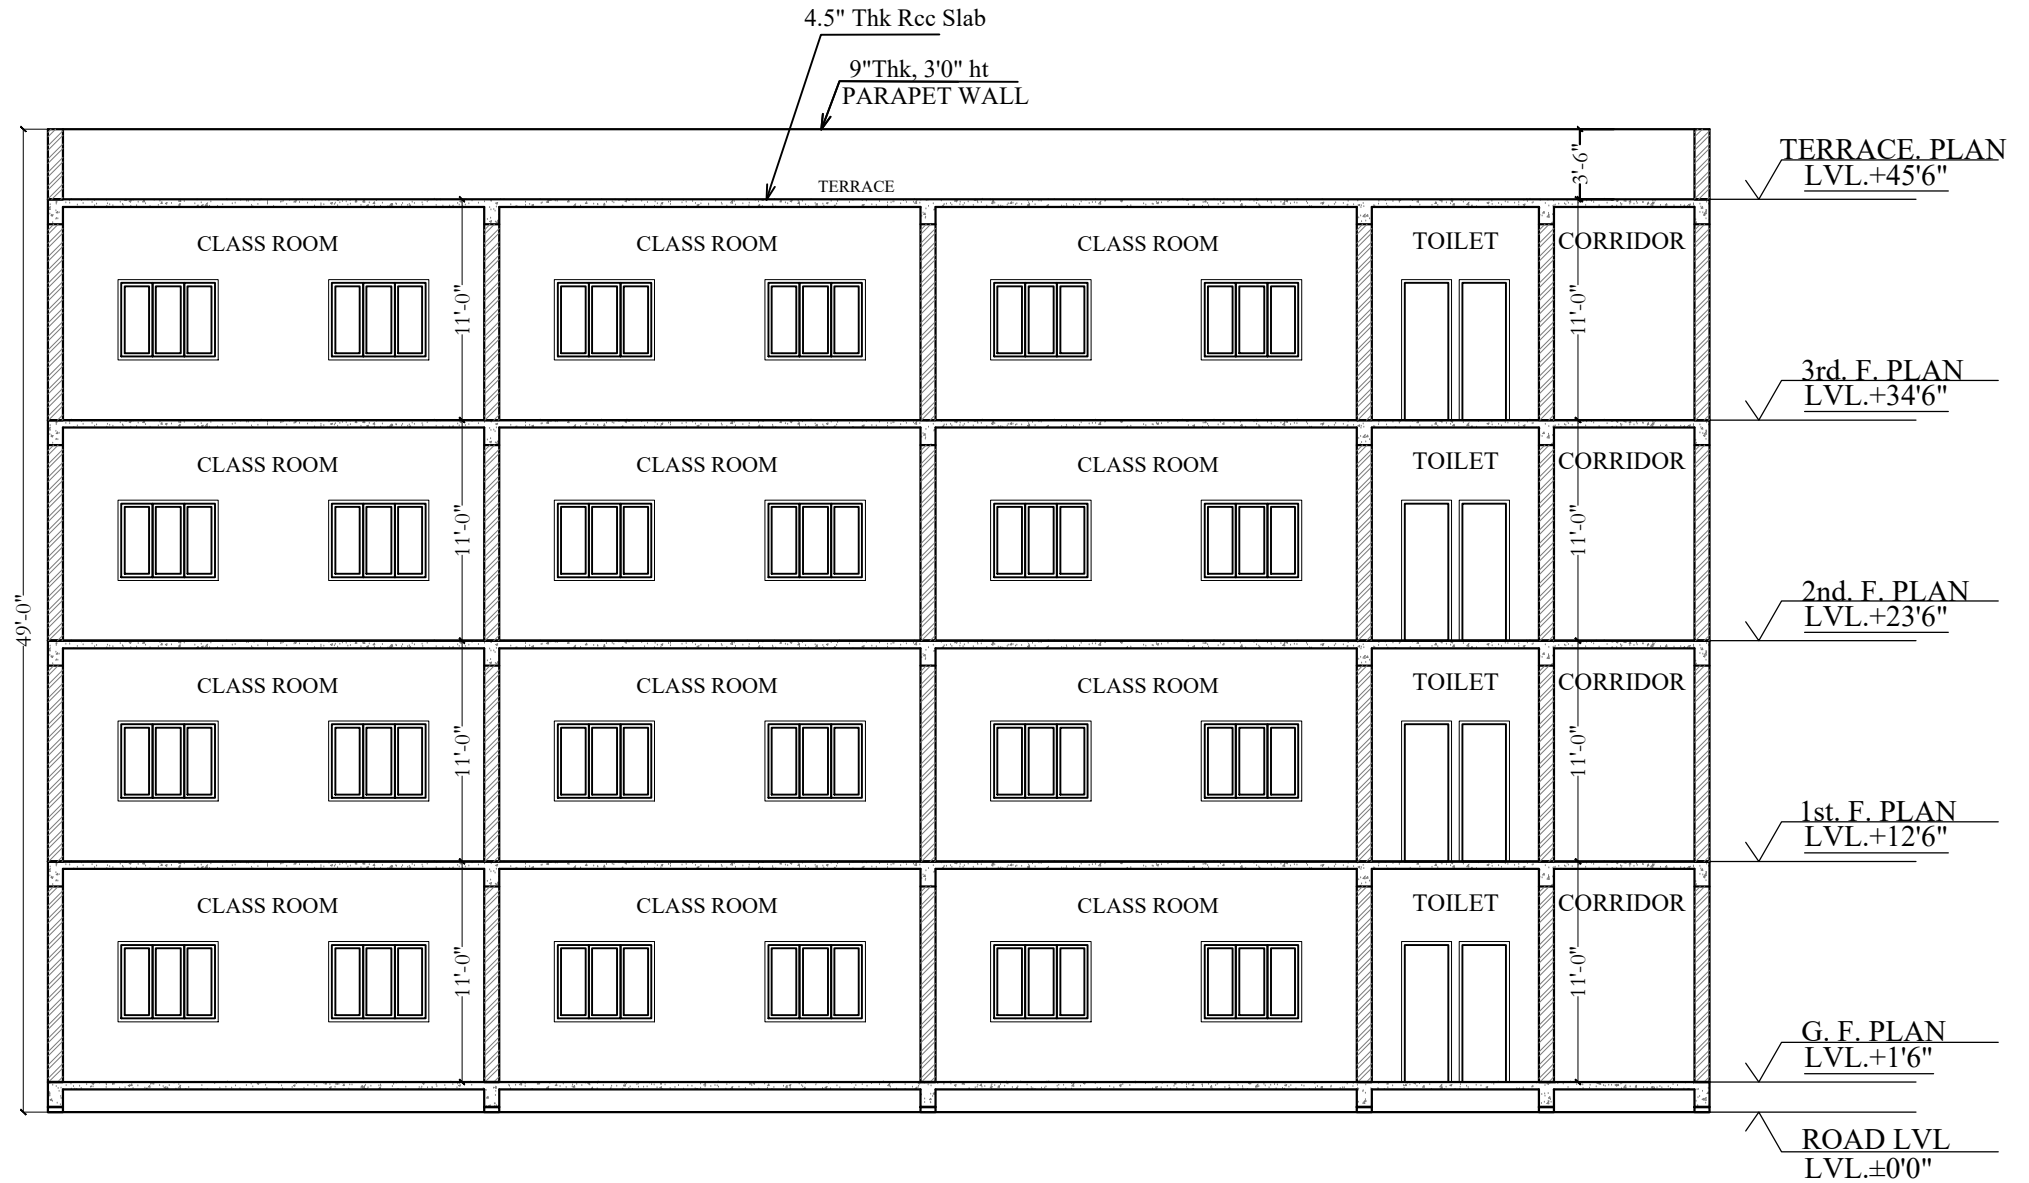 4.5" Thk Rcc Slab
9"Thk, 3'0" ht
PARAPET WALL
TERRACE
3'-6"
TERRACE. PLAN
LVL.+45'6"
CLASS ROOM
CLASS ROOM
CLASS ROOM
TOILET
CORRIDOR
11'-0"
11'-0"
3rd. F. PLAN
LVL.+34'6"
CLASS ROOM
CLASS ROOM
CLASS ROOM
TOILET
CORRIDOR
11'-0"
11'-0"
49'-0"
2nd. F. PLAN
LVL.+23'6"
CLASS ROOM
CLASS ROOM
CLASS ROOM
TOILET
CORRIDOR
11'-0"
11'-0"
1st. F. PLAN
LVL.+12'6"
CLASS ROOM
CLASS ROOM
CLASS ROOM
TOILET
CORRIDOR
11'-0"
11'-0"
G. F. PLAN
LVL.+1'6"
ROAD LVL
LVL.±0'0"